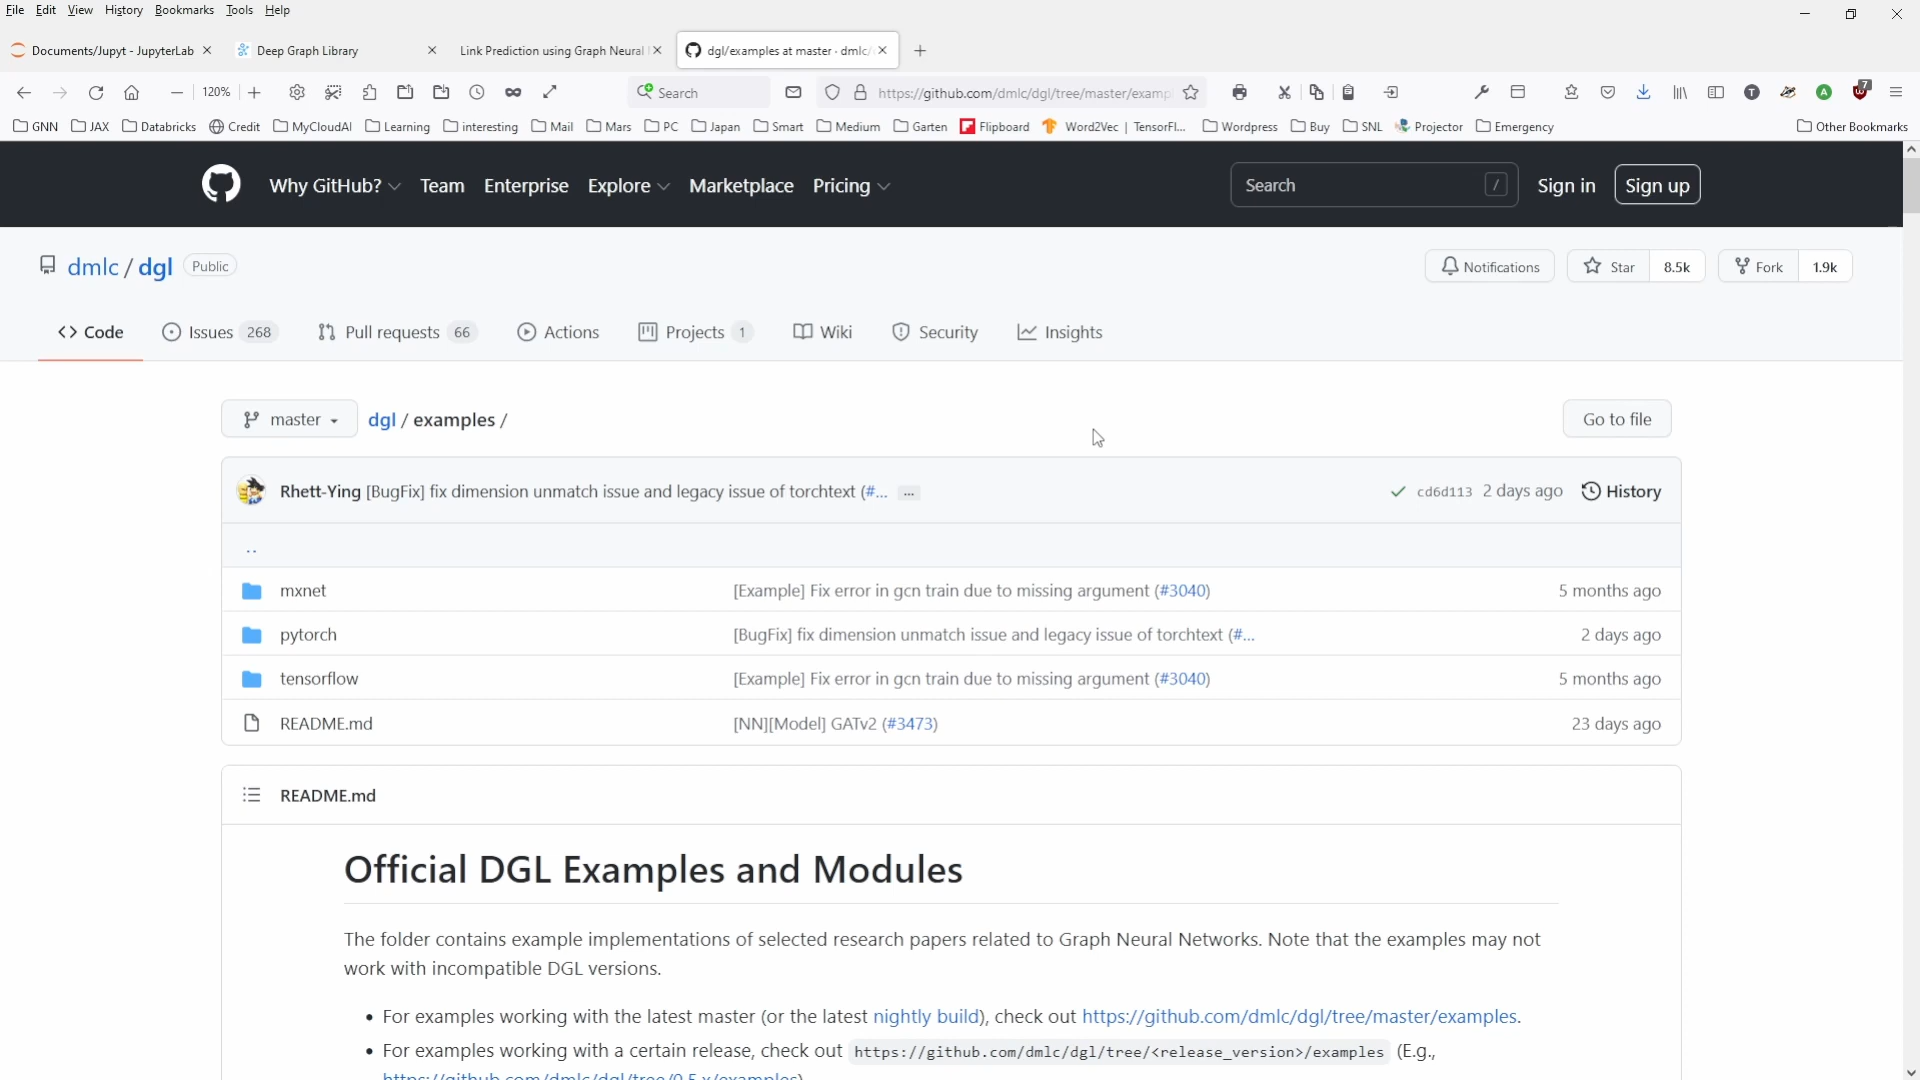 File Edit View History Bookmarks Tools Help
Documents/Jupyt - JupyterLab
Deep Graph Library
Link Prediction using Graph Neural
dgl/examples at master · dmlc/
120%
Search
https://github.com/dmlc/dgl/tree/master/examp
7
GNN JAX Databricks Credit MyCloudAI Learning interesting Mail Mars PC Japan Smart Medium Garten Flipboard Word2Vec | TensorFl... Wordpress Buy SNL Projector Emergency Other Bookmarks
Why GitHub? Team Enterprise Explore Marketplace Pricing Search / Sign in Sign up
dmlc / dgl Public Notifications Star 8.5k Fork 1.9k
Code Issues 268 Pull requests 66 Actions Projects 1 Wiki Security Insights
master dgl / examples / Go to file
Rhett-Ying [BugFix] fix dimension unmatch issue and legacy issue of torchtext (#... ... cd6d113 2 days ago History
..
mxnet [Example] Fix error in gcn train due to missing argument (#3040) 5 months ago
pytorch [BugFix] fix dimension unmatch issue and legacy issue of torchtext (#... 2 days ago
tensorflow [Example] Fix error in gcn train due to missing argument (#3040) 5 months ago
README.md [NN][Model] GATv2 (#3473) 23 days ago
README.md
Official DGL Examples and Modules
The folder contains example implementations of selected research papers related to Graph Neural Networks. Note that the examples may not
work with incompatible DGL versions.
• For examples working with the latest master (or the latest nightly build), check out https://github.com/dmlc/dgl/tree/master/examples.
• For examples working with a certain release, check out https://github.com/dmlc/dgl/tree/<release_version>/examples (E.g.,
https://github.com/dmlc/dgl/tree/0.5.x/examples)